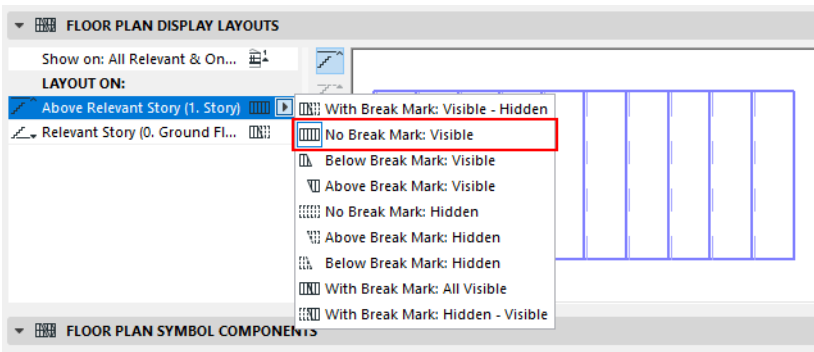 FLOOR PLAN DISPLAY LAYOUTS
Show on: All Relevant & On...
LAYOUT ON:
Above Relevant Story (1. Story)
Relevant Story (0. Ground Fl...
With Break Mark: Visible - Hidden
No Break Mark: Visible
Below Break Mark: Visible
Above Break Mark: Visible
No Break Mark: Hidden
Above Break Mark: Hidden
Below Break Mark: Hidden
With Break Mark: All Visible
With Break Mark: Hidden - Visible
FLOOR PLAN SYMBOL COMPONENTS